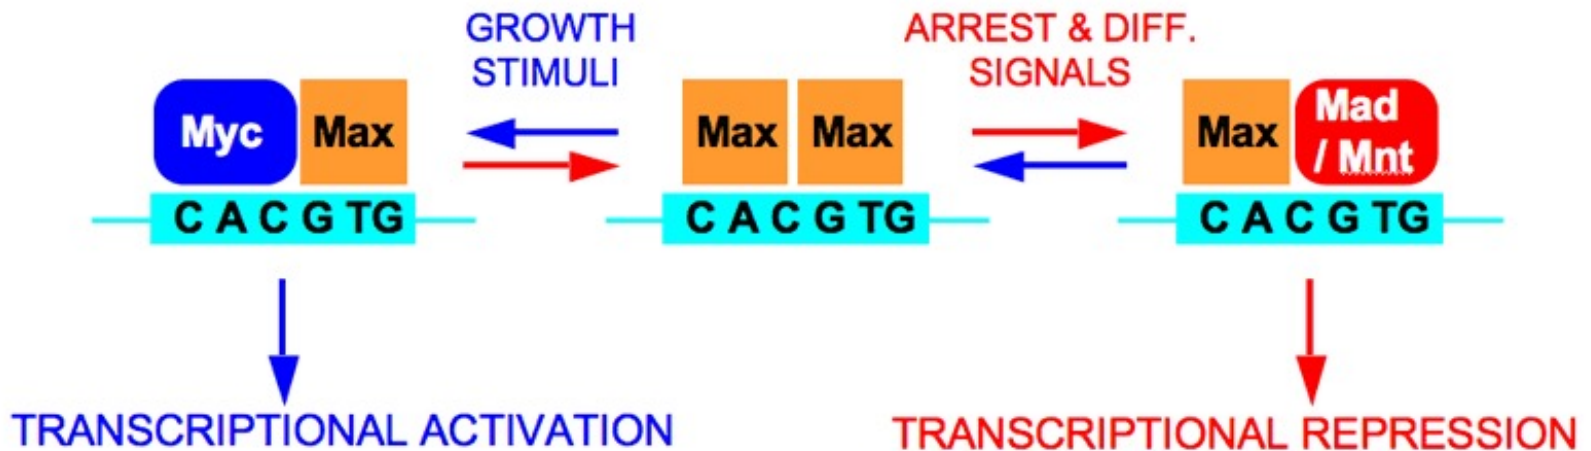 GROWTH
STIMULI
ARREST & DIFF.
SIGNALS
Myc
Max
Max
Max
Max
Mad
/ Mnt
C A C G TG
C A C G TG
C A C G TG
TRANSCRIPTIONAL ACTIVATION
TRANSCRIPTIONAL REPRESSION